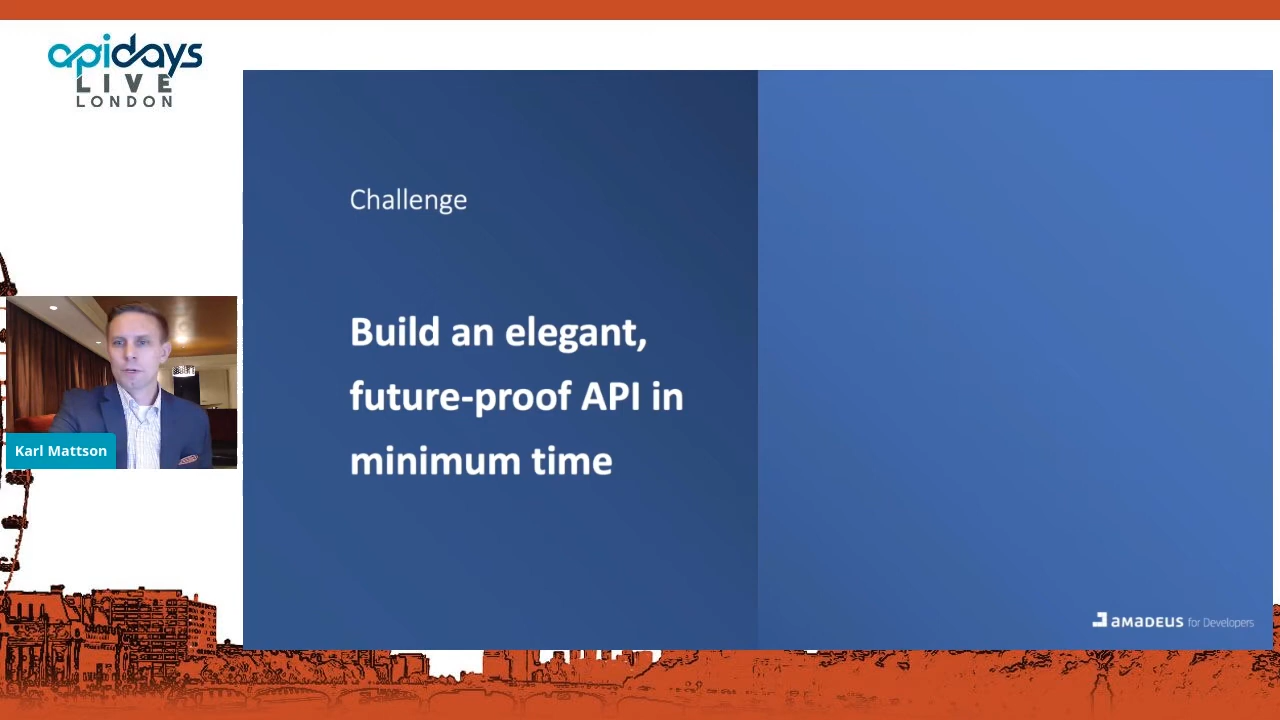 apidays
LIVE
LONDON
Challenge
Build an elegant,
future-proof API in
minimum time
Karl Mattson
amadeus for Developers